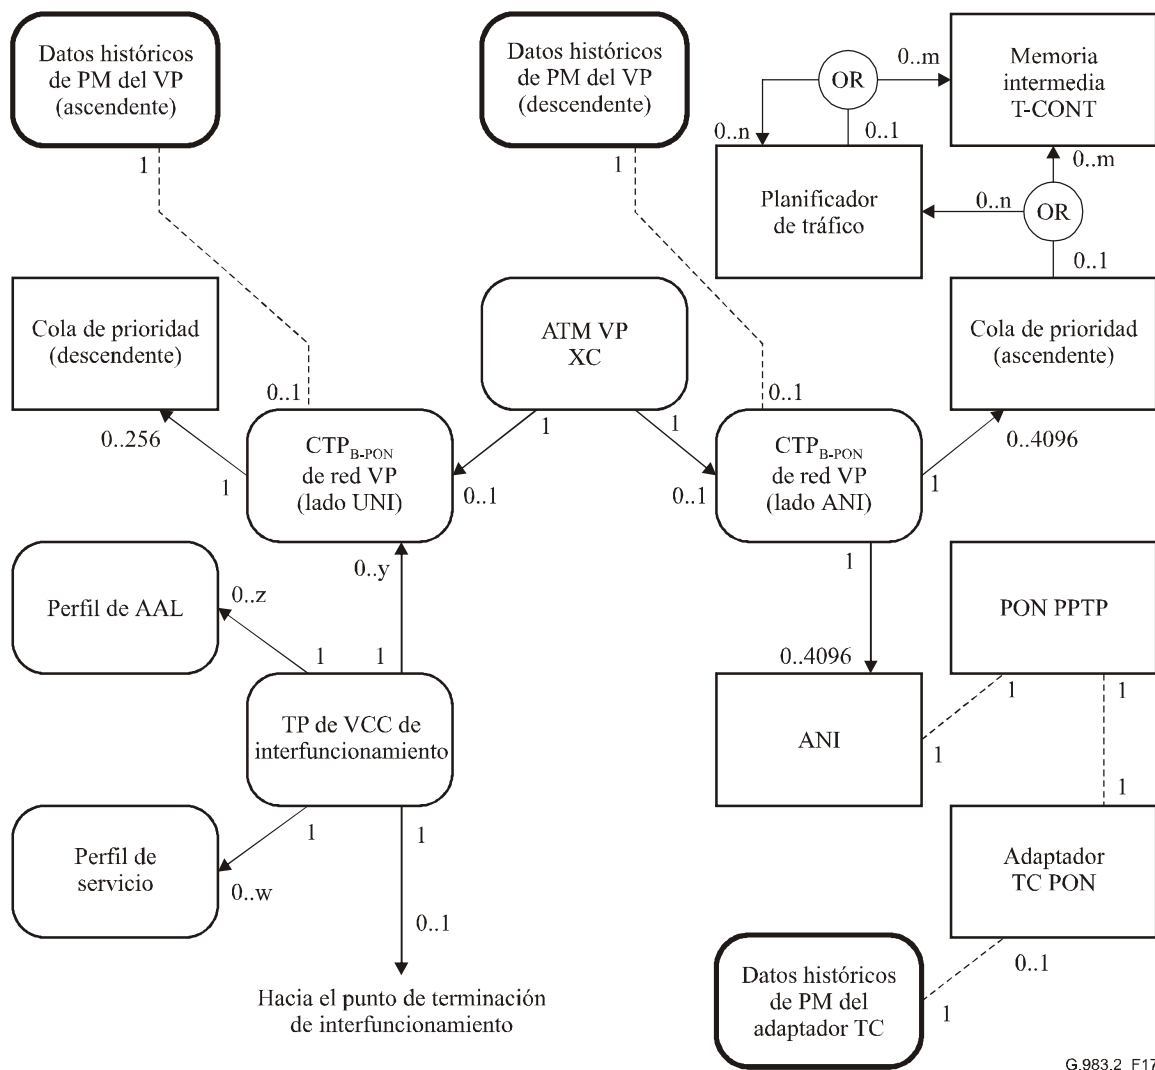 Datos históricos
de PM del VP
(ascendente)
1
Datos históricos
de PM del VP
(descendente)
1
OR
0..m
0..n
0..1
Memoria
intermedia
T-CONT
0..m
Planificador
de tráfico
0..n
OR
0..1
Cola de prioridad
(descendente)
ATM VP
XC
Cola de prioridad
(ascendente)
0..1
0..1
0..256
1
1
0..4096
1
CTP B-PON
de red VP
(lado UNI)
0..1
0..1
CTP B-PON
de red VP
(lado ANI)
1
0..y
1
Perfil de AAL
0..z
PON PPTP
1
1
0..4096
1
1
TP de VCC de
interfuncionamiento
ANI
1
1
1
1
Perfil de
servicio
0..w
0..1
Adaptador
TC PON
0..1
Hacia el punto de terminación
de interfuncionamiento
Datos históricos
de PM del
adaptador TC
1
G.983.2_F17